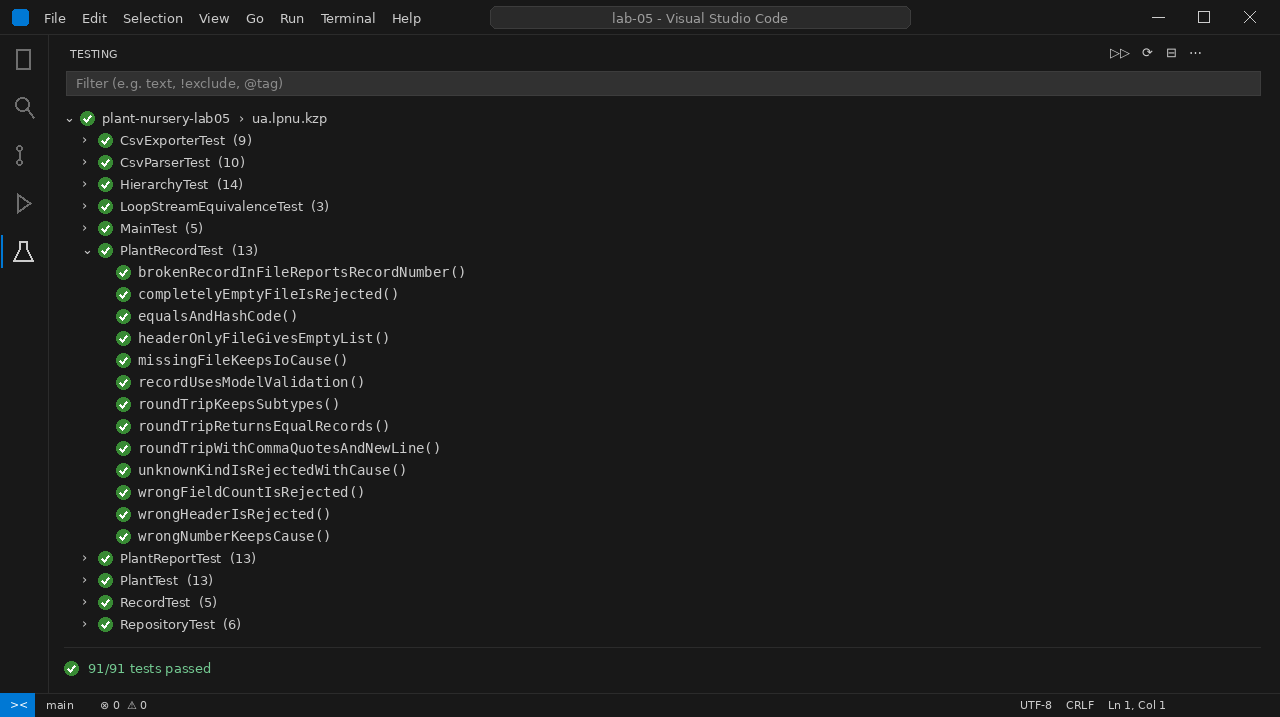 File Edit Selection View Go Run Terminal Help lab-05 - Visual Studio Code
TESTING
Filter (e.g. text, !exclude, @tag)
plant-nursery-lab05 › ua.lpnu.kzp
CsvExporterTest (9)
CsvParserTest (10)
HierarchyTest (14)
LoopStreamEquivalenceTest (3)
MainTest (5)
PlantRecordTest (13)
brokenRecordInFileReportsRecordNumber()
completelyEmptyFileIsRejected()
equalsAndHashCode()
headerOnlyFileGivesEmptyList()
missingFileKeepsIoCause()
recordUsesModelValidation()
roundTripKeepsSubtypes()
roundTripReturnsEqualRecords()
roundTripWithCommaQuotesAndNewLine()
unknownKindIsRejectedWithCause()
wrongFieldCountIsRejected()
wrongHeaderIsRejected()
wrongNumberKeepsCause()
PlantReportTest (13)
PlantTest (13)
RecordTest (5)
RepositoryTest (6)
91/91 tests passed
>< main ⊗ 0 ⚠ 0 UTF-8 CRLF Ln 1, Col 1